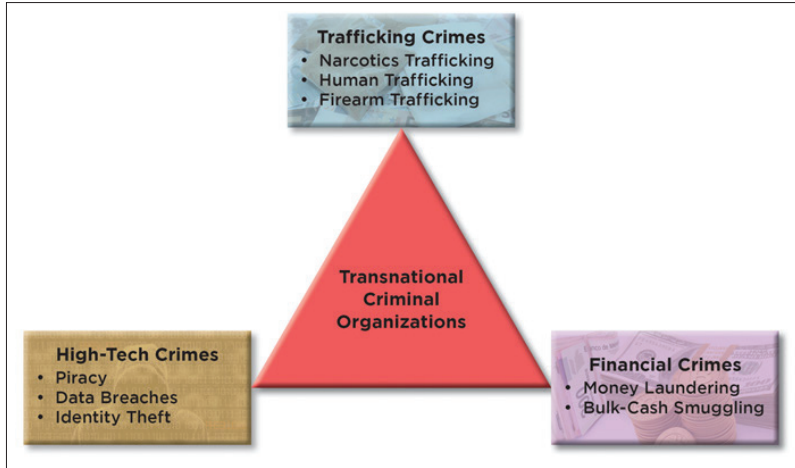 Trafficking Crimes
• Narcotics Trafficking
• Human Trafficking
• Firearm Trafficking
Transnational
Criminal
Organizations
High-Tech Crimes
• Piracy
• Data Breaches
• Identity Theft
Financial Crimes
• Money Laundering
• Bulk-Cash Smuggling